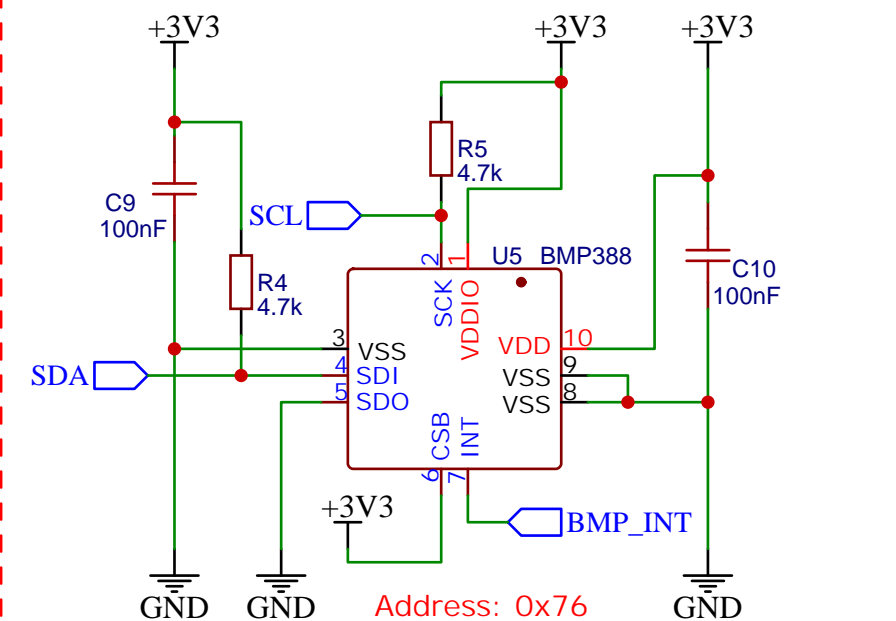 +3V3
+3V3
+3V3
R5
4.7k
C9
100nF
SCL
U5
BMP388
2
1
SCK
VDDIO
R4
4.7k
C10
100nF
3
VSS
VDD
10
SDA
4
SDI
VSS
9
5
SDO
VSS
8
CSB
INT
6
7
+3V3
BMP_INT
GND
GND
Address: 0x76
GND